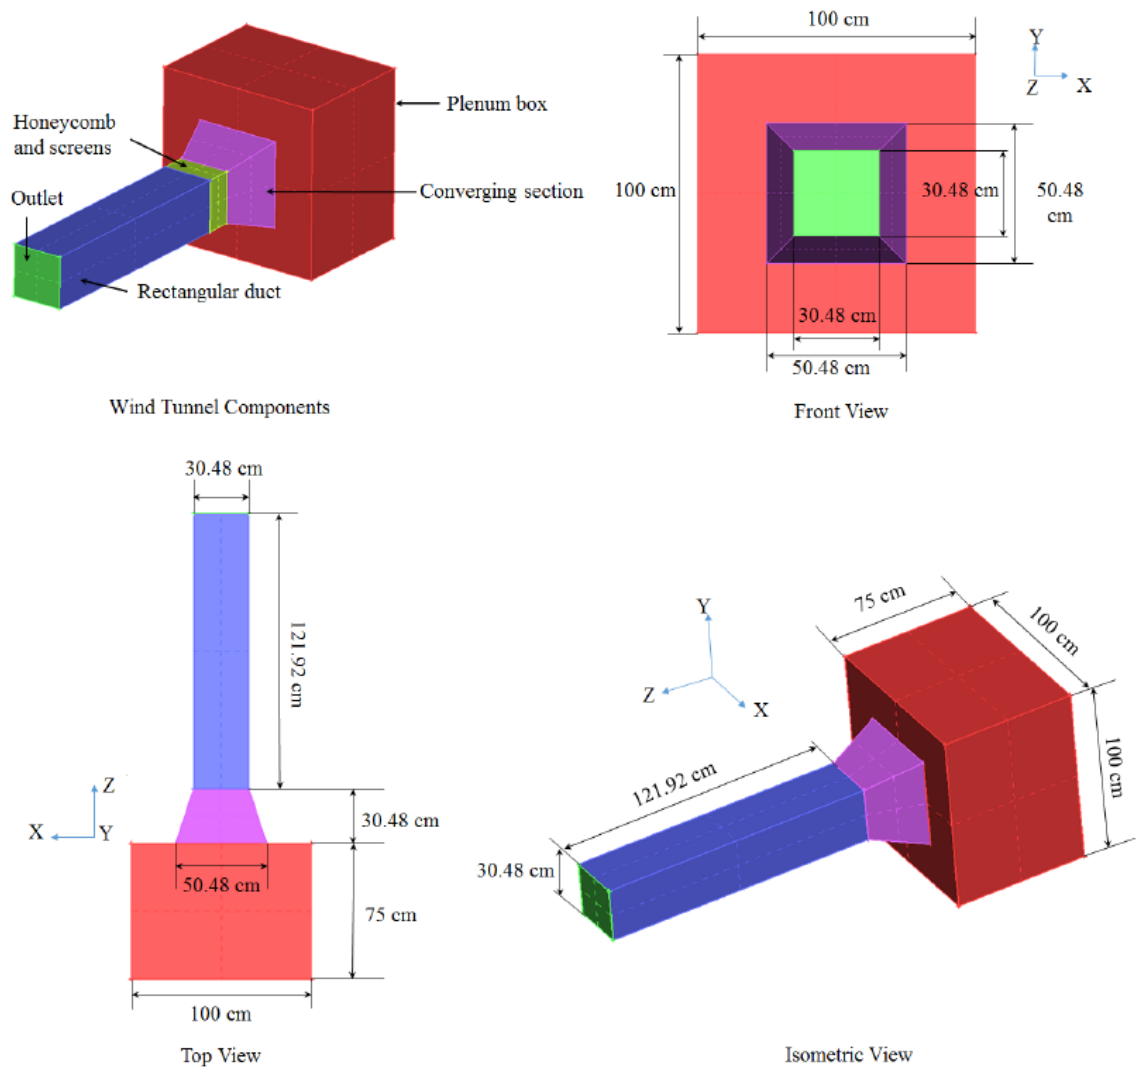 Plenum box
Honeycomb
and screens
Converging section
Outlet
Rectangular duct
Wind Tunnel Components
100 cm
Y
Z
X
100 cm
30.48 cm
50.48
cm
30.48 cm
50.48 cm
Front View
30.48 cm
121.92 cm
Z
X
Y
30.48 cm
50.48 cm
75 cm
100 cm
Top View
75 cm
100 cm
Y
Z
X
100 cm
121.92 cm
30.48 cm
Isometric View